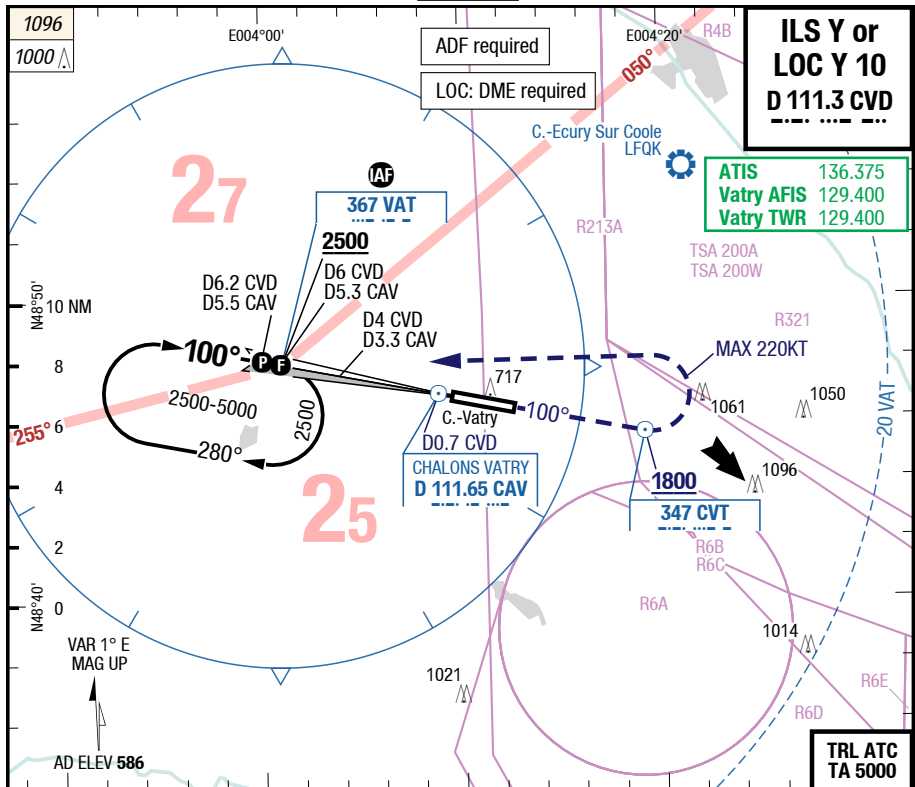 1096
1000
E004°00'
ADF required
LOC: DME required
E004°20'
R4B
ILS Y or
LOC Y 10
D 111.3 CVD
050°
C.-Ecury Sur Coole
LFQK
ATIS 136.375
Vatry AFIS 129.400
Vatry TWR 129.400
27
IAF
367 VAT
2500
R213A
TSA 200A
TSA 200W
D6.2 CVD
D5.5 CAV
D6 CVD
D5.3 CAV
N48°50'
10 NM
D4 CVD
D3.3 CAV
R321
MAX 220KT
100°
P
F
8
717
1061
1050
2500-5000
2500
C.-Vatry
100°
255°
6
280°
D0.7 CVD
20 VAT
CHALONS VATRY
D 111.65 CAV
4
1800
1096
347 CVT
25
2
R6B
R6C
N48°40'
0
R6A
1014
VAR 1° E
MAG UP
1021
R6E
R6D
AD ELEV 586
TRL ATC
TA 5000